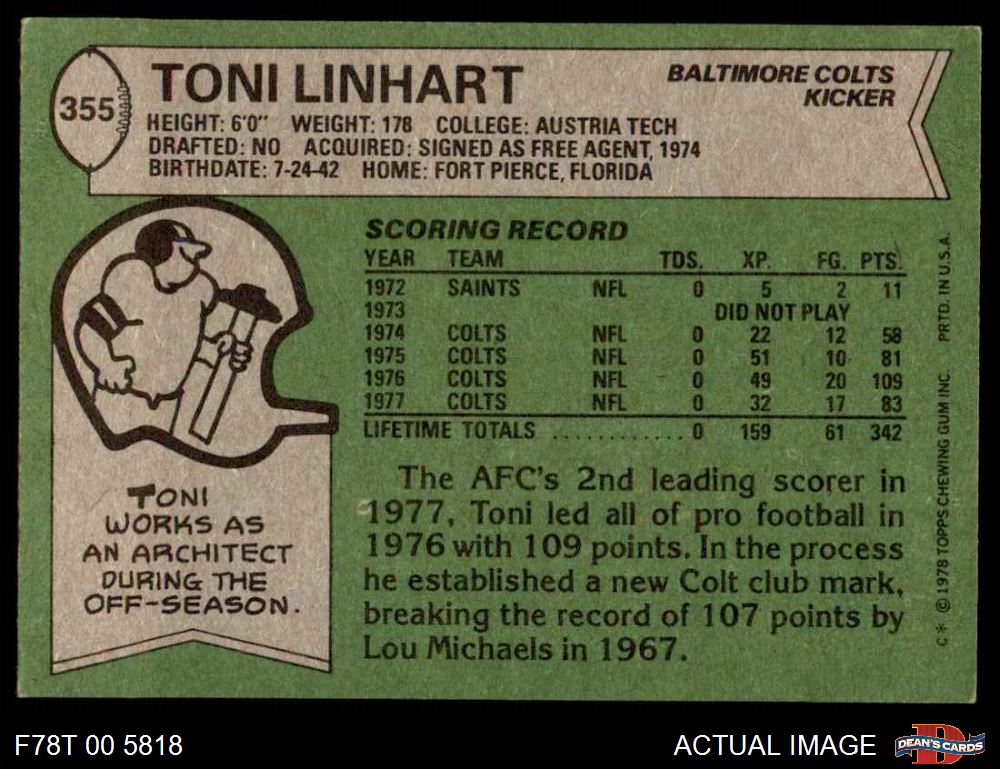 355
TONI LINHART
BALTIMORE COLTS
KICKER
HEIGHT: 6'0" WEIGHT: 178 COLLEGE: AUSTRIA TECH
DRAFTED: NO ACQUIRED: SIGNED AS FREE AGENT, 1974
BIRTHDATE: 7-24-42 HOME: FORT PIERCE, FLORIDA
SCORING RECORD
YEAR TEAM TDS. XP. FG. PTS.
1972 SAINTS NFL 0 5 2 11
1973 DID NOT PLAY
1974 COLTS NFL 0 22 12 58
1975 COLTS NFL 0 51 10 81
1976 COLTS NFL 0 49 20 109
1977 COLTS NFL 0 32 17 83
LIFETIME TOTALS ............ 0 159 61 342
The AFC's 2nd leading scorer in
1977, Toni led all of pro football in
1976 with 109 points. In the process
he established a new Colt club mark,
breaking the record of 107 points by
Lou Michaels in 1967.
TONI
WORKS AS
AN ARCHITECT
DURING THE
OFF-SEASON.
C* © 1978 TOPPS CHEWING GUM INC. PRTD. IN U.S.A.
F78T 00 5818
ACTUAL IMAGE
D
DEAN'S CARDS